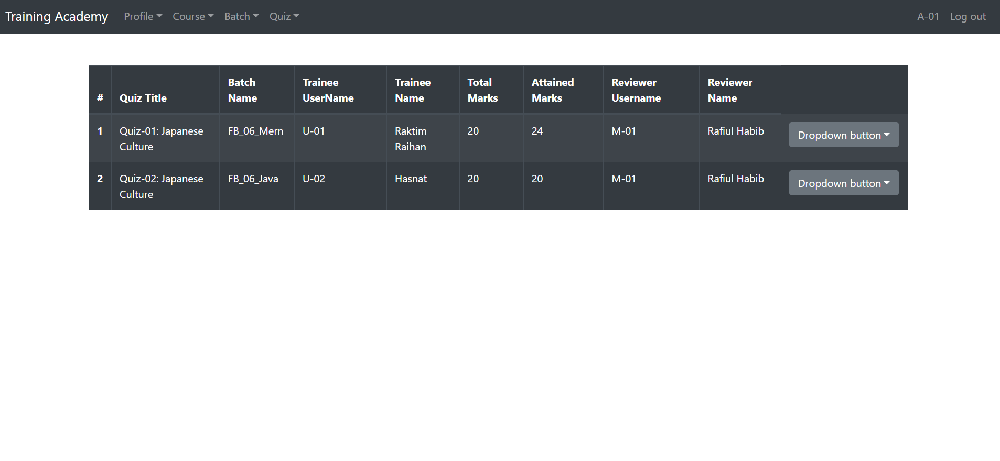 Training Academy Profile Course Batch Quiz A-01 Log out
# Quiz Title Batch Name Trainee UserName Trainee Name Total Marks Attained Marks Reviewer Username Reviewer Name
1 Quiz-01: Japanese Culture FB_06_Mern U-01 Raktim Raihan 20 24 M-01 Rafiul Habib Dropdown button
2 Quiz-02: Japanese Culture FB_06_Java U-02 Hasnat 20 20 M-01 Rafiul Habib Dropdown button